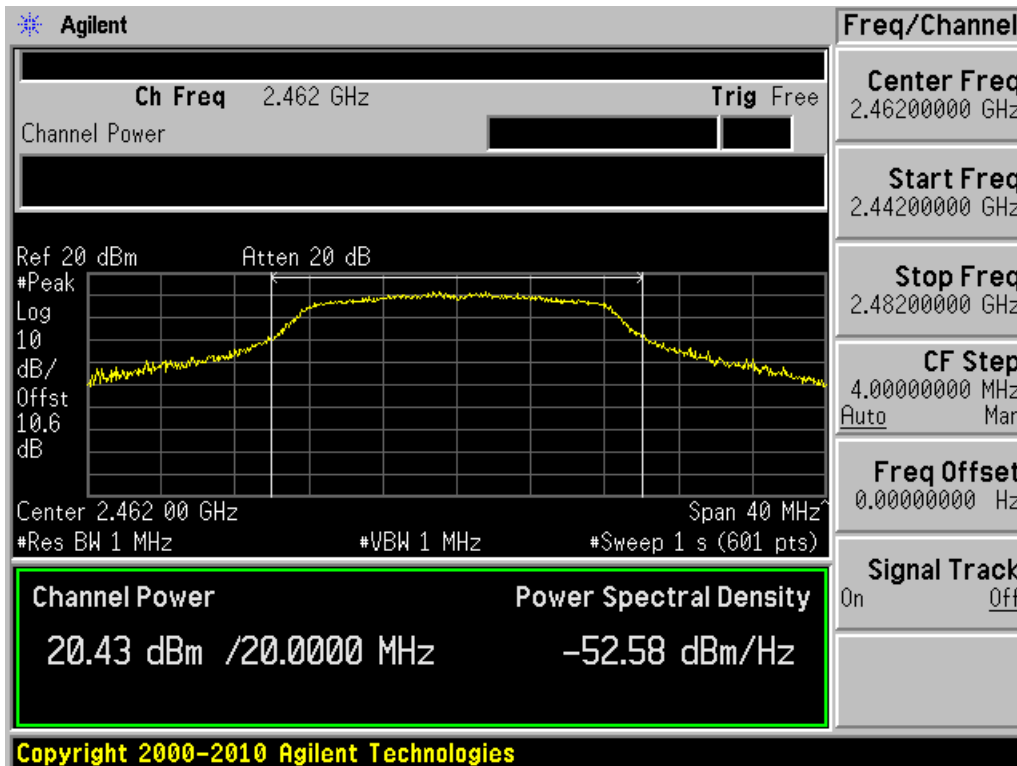 Agilent
Freq/Channel
Ch Freq 2.462 GHz
Trig Free
Channel Power
Center Freq
2.46200000 GHz
Start Freq
2.44200000 GHz
Stop Freq
2.48200000 GHz
CF Step
4.00000000 MHz
Auto Man
Freq Offset
0.00000000 Hz
Signal Track
On Off
Ref 20 dBm
Atten 20 dB
#Peak
Log
10
dB/
Offst
10.6
dB
Center 2.462 00 GHz
Span 40 MHz^
#Res BW 1 MHz
#VBW 1 MHz
#Sweep 1 s (601 pts)
Channel Power
Power Spectral Density
20.43 dBm /20.0000 MHz
-52.58 dBm/Hz
Copyright 2000-2010 Agilent Technologies